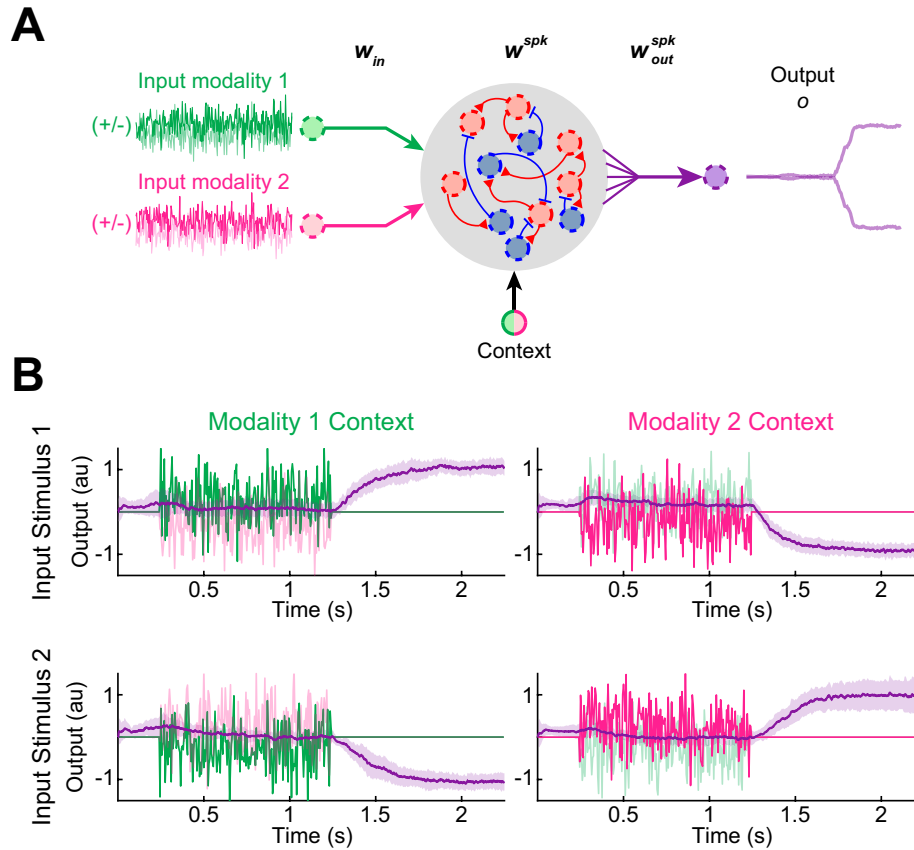 A
w_in
w^spk
w^spk_out
Input modality 1
(+/-)
Input modality 2
(+/-)
Output
o
Context
B
Modality 1 Context
Modality 2 Context
Input Stimulus 1
Output (au)
1
-1
0.5
1
1.5
2
Time (s)
1
-1
0.5
1
1.5
2
Time (s)
Input Stimulus 2
Output (au)
1
-1
0.5
1
1.5
2
Time (s)
1
-1
0.5
1
1.5
2
Time (s)